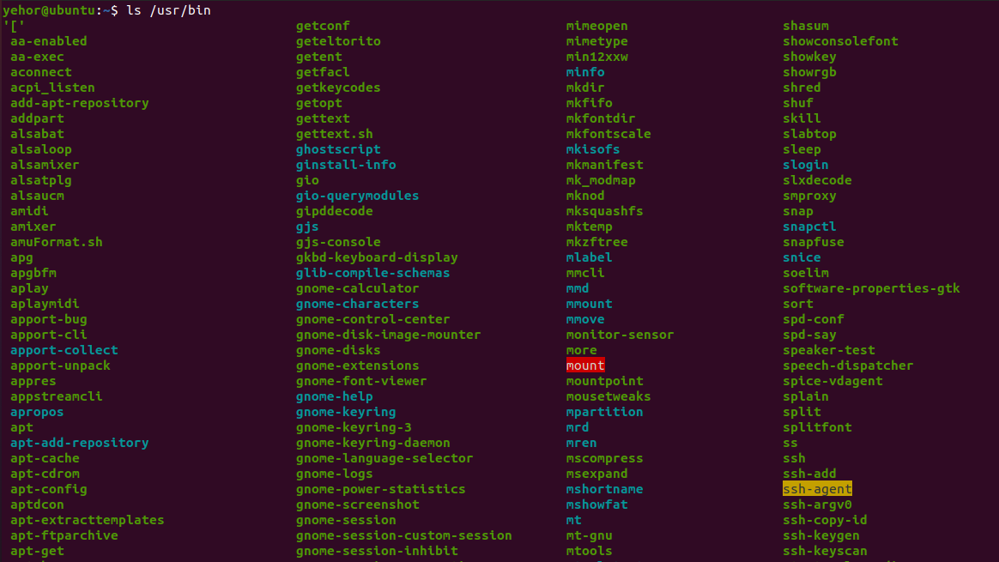 yehor@ubuntu:~$ ls /usr/bin
'[' getconf mimeopen shasum
aa-enabled geteltorito mimetype showconsolefont
aa-exec getent min12xxw showkey
aconnect getfacl minfo showrgb
acpi_listen getkeycodes mkdir shred
add-apt-repository getopt mkfifo shuf
addpart gettext mkfontdir skill
alsabat gettext.sh mkfontscale slabtop
alsaloop ghostscript mkisofs sleep
alsamixer ginstall-info mkmanifest slogin
alsatplg gio mk_modmap slxdecode
alsaucm gio-querymodules mknod smproxy
amidi gipddecode mksquashfs snap
amixer gjs mktemp snapctl
amuFormat.sh gjs-console mkzftree snapfuse
apg gkbd-keyboard-display mlabel snice
apgbfm glib-compile-schemas mmcli soelim
aplay gnome-calculator mmd software-properties-gtk
aplaymidi gnome-characters mmount sort
apport-bug gnome-control-center mmove spd-conf
apport-cli gnome-disk-image-mounter monitor-sensor spd-say
apport-collect gnome-disks more speaker-test
apport-unpack gnome-extensions mount speech-dispatcher
appres gnome-font-viewer mountpoint spice-vdagent
appstreamcli gnome-help mousetweaks splain
apropos gnome-keyring mpartition split
apt gnome-keyring-3 mrd splitfont
apt-add-repository gnome-keyring-daemon mren ss
apt-cache gnome-language-selector mscompress ssh
apt-cdrom gnome-logs msexpand ssh-add
apt-config gnome-power-statistics mshortname ssh-agent
aptdcon gnome-screenshot mshowfat ssh-argv0
apt-extracttemplates gnome-session mt ssh-copy-id
apt-ftparchive gnome-session-custom-session mt-gnu ssh-keygen
apt-get gnome-session-inhibit mtools ssh-keyscan